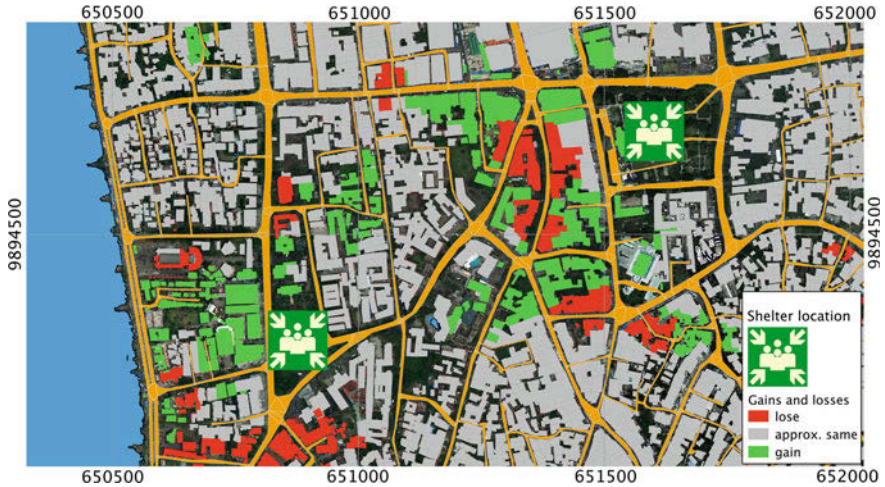 650500 651000 651500 652000
9894500 9894500
Shelter location
Gains and losses
lose
approx. same
gain
650500 651000 651500 652000